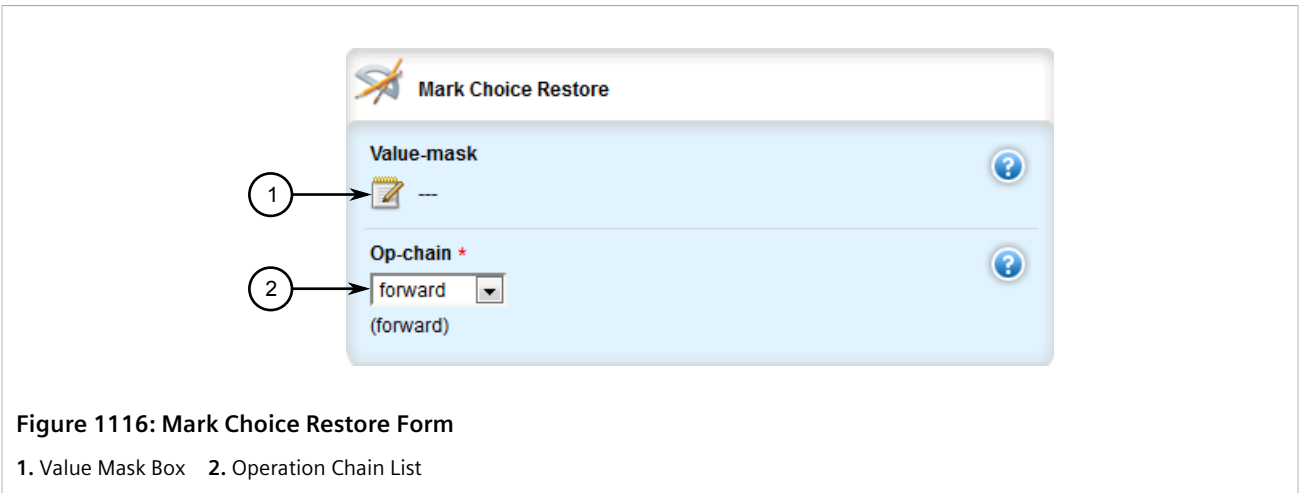 Mark Choice Restore
Value-mask
?
1
---
Op-chain *
?
2
forward
(forward)
Figure 1116: Mark Choice Restore Form
1. Value Mask Box 2. Operation Chain List